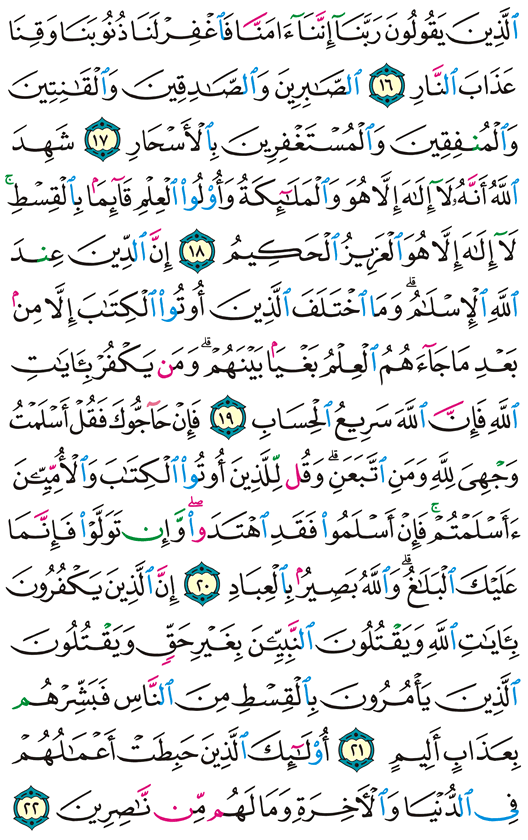 ٱلَّذِينَ يَقُولُونَ رَبَّنَآ إِنَّنَآ ءَامَنَّا فَٱغْفِرْ لَنَا ذُنُوبَنَا وَقِنَا
عَذَابَ ٱلنَّارِ ١٦ ٱلصَّٰبِرِينَ وَٱلصَّٰدِقِينَ وَٱلْقَٰنِتِينَ
وَٱلْمُنفِقِينَ وَٱلْمُسْتَغْفِرِينَ بِٱلْأَسْحَارِ ١٧ شَهِدَ
ٱللَّهُ أَنَّهُۥ لَآ إِلَٰهَ إِلَّا هُوَ وَٱلْمَلَٰٓئِكَةُ وَأُو۟لُوا۟ ٱلْعِلْمِ قَآئِمَۢا بِٱلْقِسْطِ ۚ
لَآ إِلَٰهَ إِلَّا هُوَ ٱلْعَزِيزُ ٱلْحَكِيمُ ١٨ إِنَّ ٱلدِّينَ عِندَ
ٱللَّهِ ٱلْإِسْلَٰمُ ۗ وَمَا ٱخْتَلَفَ ٱلَّذِينَ أُوتُوا۟ ٱلْكِتَٰبَ إِلَّا مِنۢ
بَعْدِ مَا جَآءَهُمُ ٱلْعِلْمُ بَغْيَۢا بَيْنَهُمْ ۗ وَمَن يَكْفُرْ بِـَٔايَٰتِ
ٱللَّهِ فَإِنَّ ٱللَّهَ سَرِيعُ ٱلْحِسَابِ ١٩ فَإِنْ حَآجُّوكَ فَقُلْ أَسْلَمْتُ
وَجْهِىَ لِلَّهِ وَمَنِ ٱتَّبَعَنِ ۗ وَقُل لِّلَّذِينَ أُوتُوا۟ ٱلْكِتَٰبَ وَٱلْأُمِّيِّـۧنَ
ءَأَسْلَمْتُمْ ۚ فَإِنْ أَسْلَمُوا۟ فَقَدِ ٱهْتَدَوا۟ ۖ وَّإِن تَوَلَّوْا۟ فَإِنَّمَا
عَلَيْكَ ٱلْبَلَٰغُ ۗ وَٱللَّهُ بَصِيرُۢ بِٱلْعِبَادِ ٢٠ إِنَّ ٱلَّذِينَ يَكْفُرُونَ
بِـَٔايَٰتِ ٱللَّهِ وَيَقْتُلُونَ ٱلنَّبِيِّـۧنَ بِغَيْرِ حَقٍّ وَيَقْتُلُونَ
ٱلَّذِينَ يَأْمُرُونَ بِٱلْقِسْطِ مِنَ ٱلنَّاسِ فَبَشِّرْهُم
بِعَذَابٍ أَلِيمٍ ٢١ أُو۟لَٰٓئِكَ ٱلَّذِينَ حَبِطَتْ أَعْمَٰلُهُمْ
فِى ٱلدُّنْيَا وَٱلْـَٔاخِرَةِ وَمَا لَهُم مِّن نَّٰصِرِينَ ٢٢